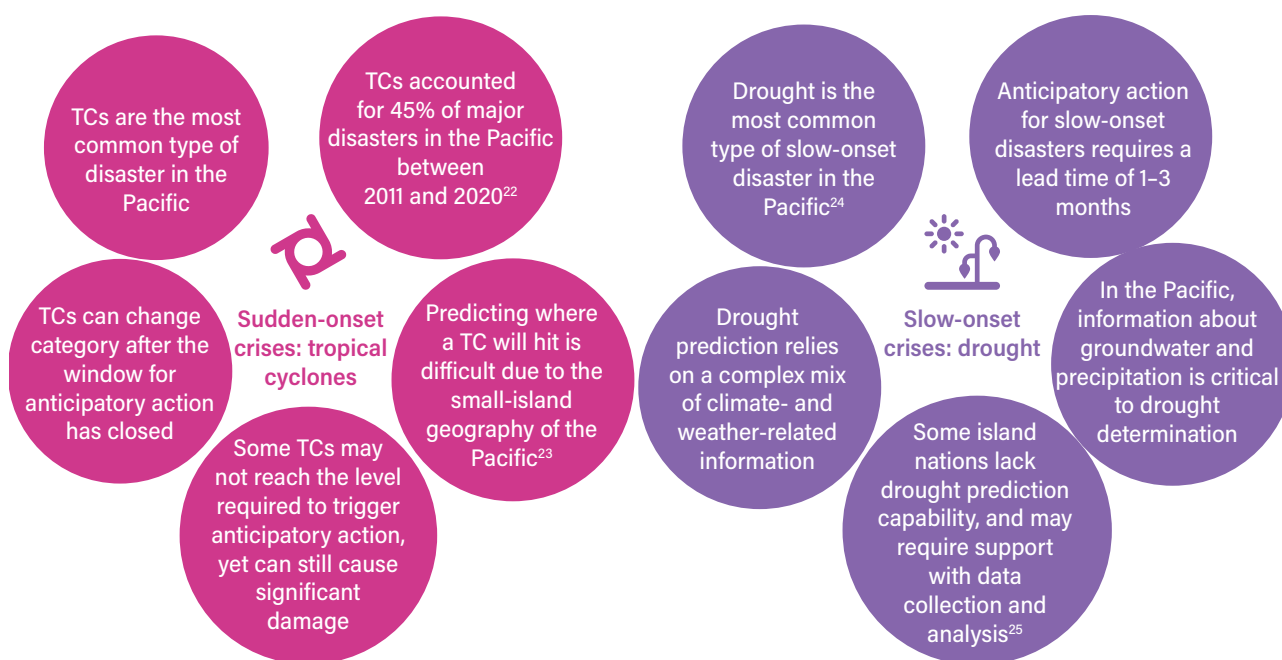 TCs are the most
common type of
disaster in the
Pacific
TCs accounted
for 45% of major
disasters in the Pacific
between
2011 and 2020²²
TCs can change
category after the
window for
anticipatory action
has closed
Sudden-onset
crises: tropical
cyclones
Predicting where
a TC will hit is
difficult due to the
small-island
geography of the
Pacific²³
Some TCs may
not reach the level
required to trigger
anticipatory action,
yet can still cause
significant
damage
Drought is the
most common
type of slow-onset
disaster in the
Pacific²⁴
Anticipatory action
for slow-onset
disasters requires a
lead time of 1–3
months
Drought
prediction relies
on a complex mix
of climate- and
weather-related
information
Slow-onset
crises: drought
In the Pacific,
information about
groundwater and
precipitation is critical
to drought
determination
Some island
nations lack
drought prediction
capability, and may
require support
with data
collection and
analysis²⁵